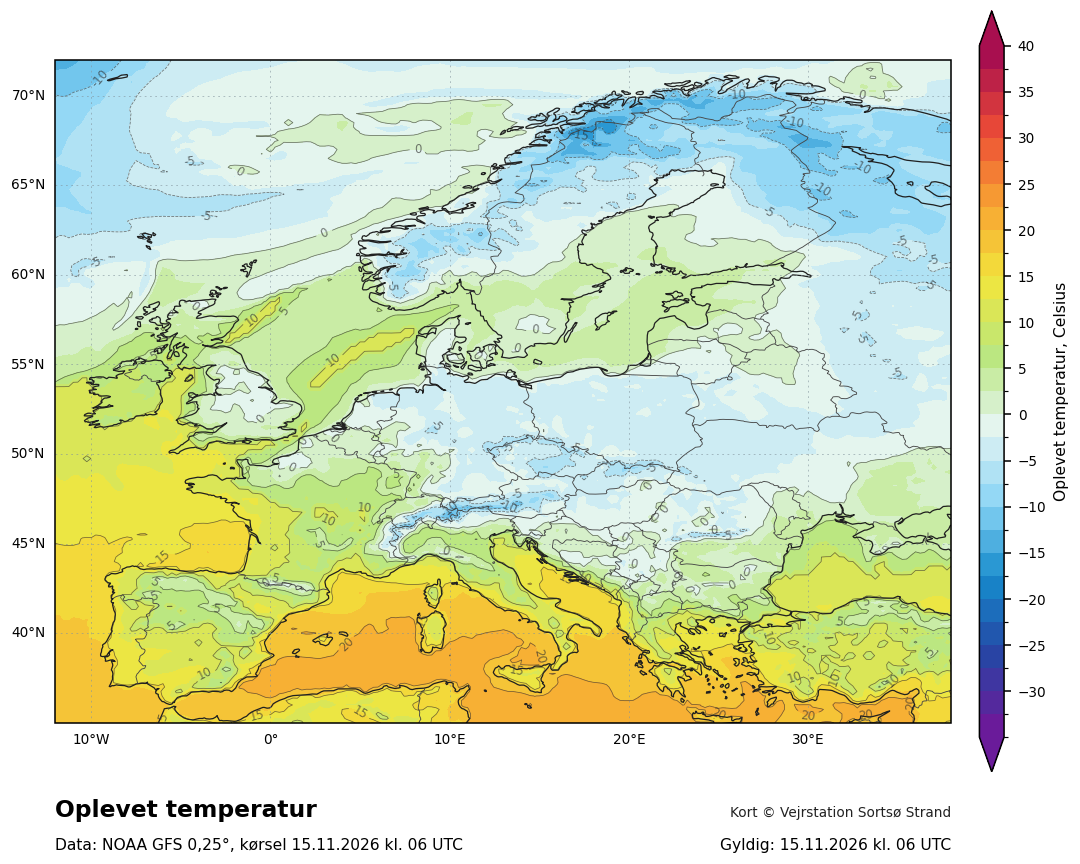 40
35
30
25
20
15
10
5
0
−5
−10
−15
−20
−25
−30
Oplevet temperatur, Celsius
70°N
65°N
60°N
55°N
50°N
45°N
40°N
10°W
0°
10°E
20°E
30°E
Oplevet temperatur
Kort © Vejrstation Sortsø Strand
Data: NOAA GFS 0,25°, kørsel 15.11.2026 kl. 06 UTC
Gyldig: 15.11.2026 kl. 06 UTC